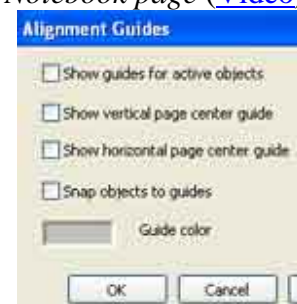 Notebook page (Video
Alignment Guides
Show guides for active objects
Show vertical page center guide
Show horizontal page center guide
Snap objects to guides
Guide color
OK
Cancel